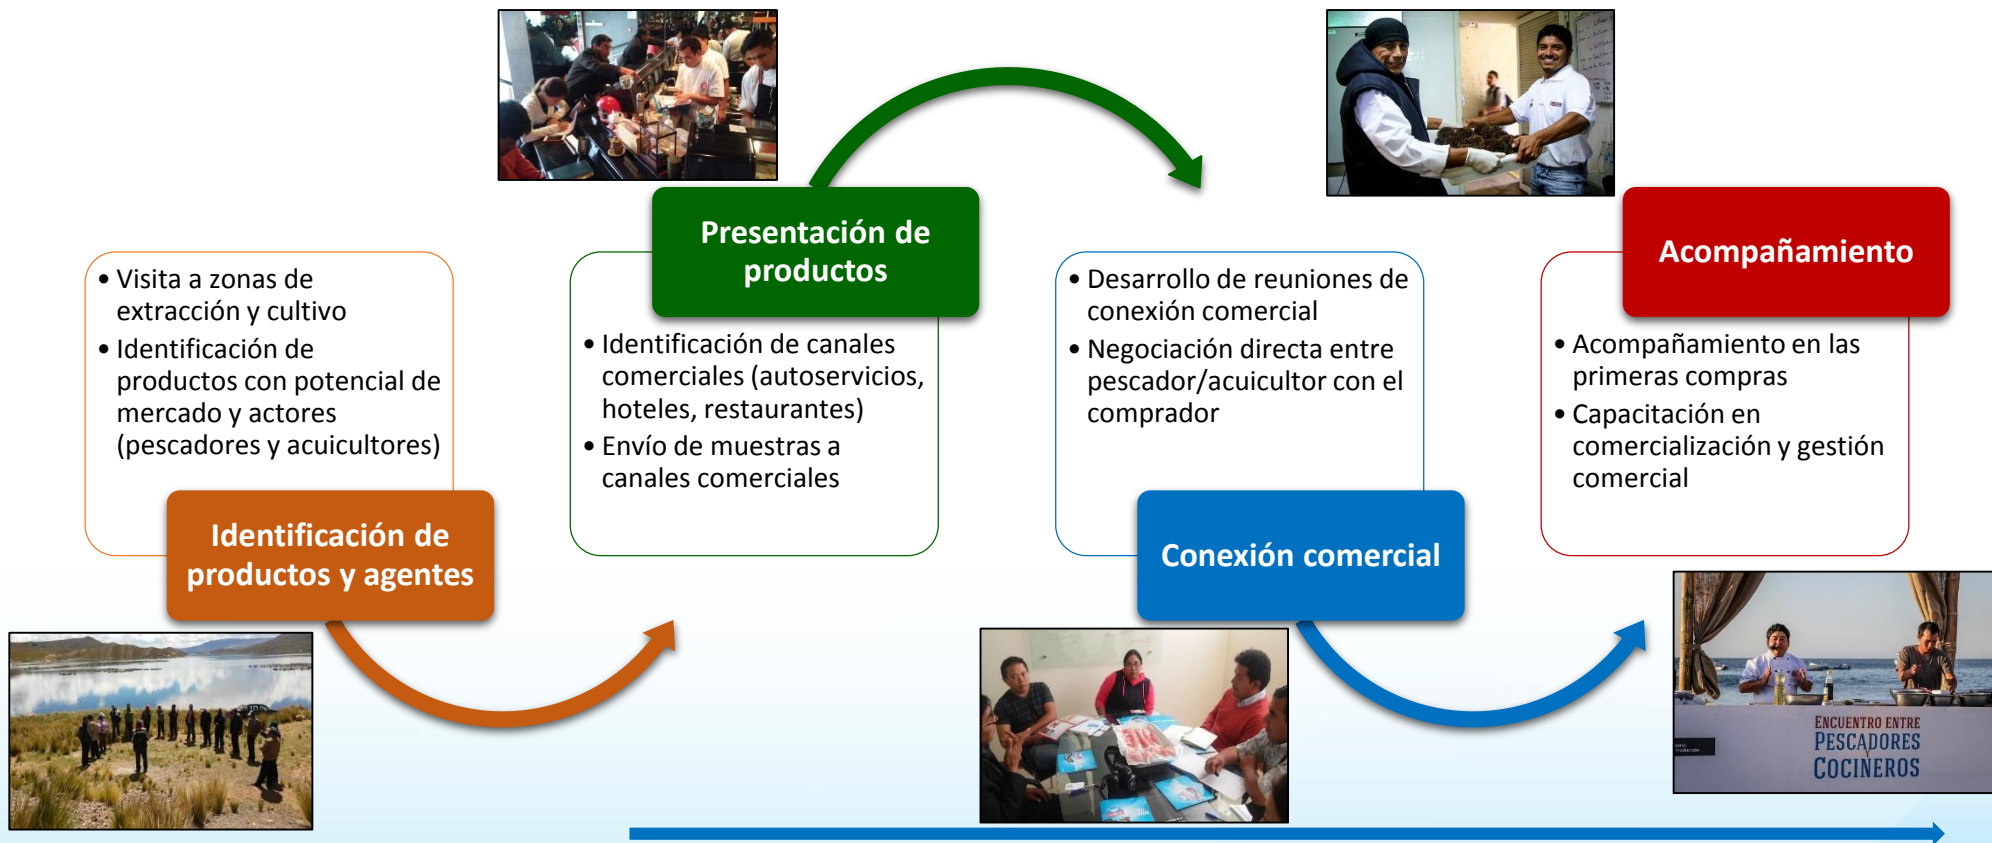 • Visita a zonas de
extracción y cultivo
• Identificación de
productos con potencial de
mercado y actores
(pescadores y acuicultores)
Identificación de
productos y agentes
Presentación de
productos
• Identificación de canales
comerciales (autoservicios,
hoteles, restaurantes)
• Envío de muestras a
canales comerciales
• Desarrollo de reuniones de
conexión comercial
• Negociación directa entre
pescador/acuicultor con el
comprador
Conexión comercial
Acompañamiento
• Acompañamiento en las
primeras compras
• Capacitación en
comercialización y gestión
comercial
ENCUENTRO ENTRE
PESCADORES
Y
COCINEROS